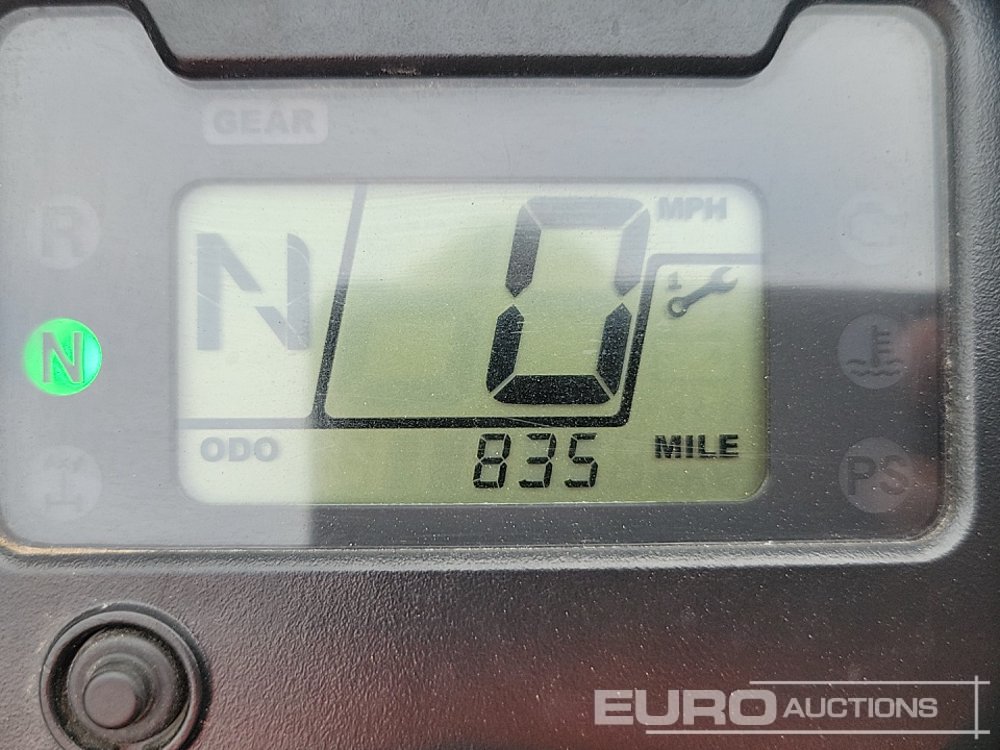 GEAR
R
N 0 MPH
1
N
ODO 835 MILE
PS
EURO AUCTIONS